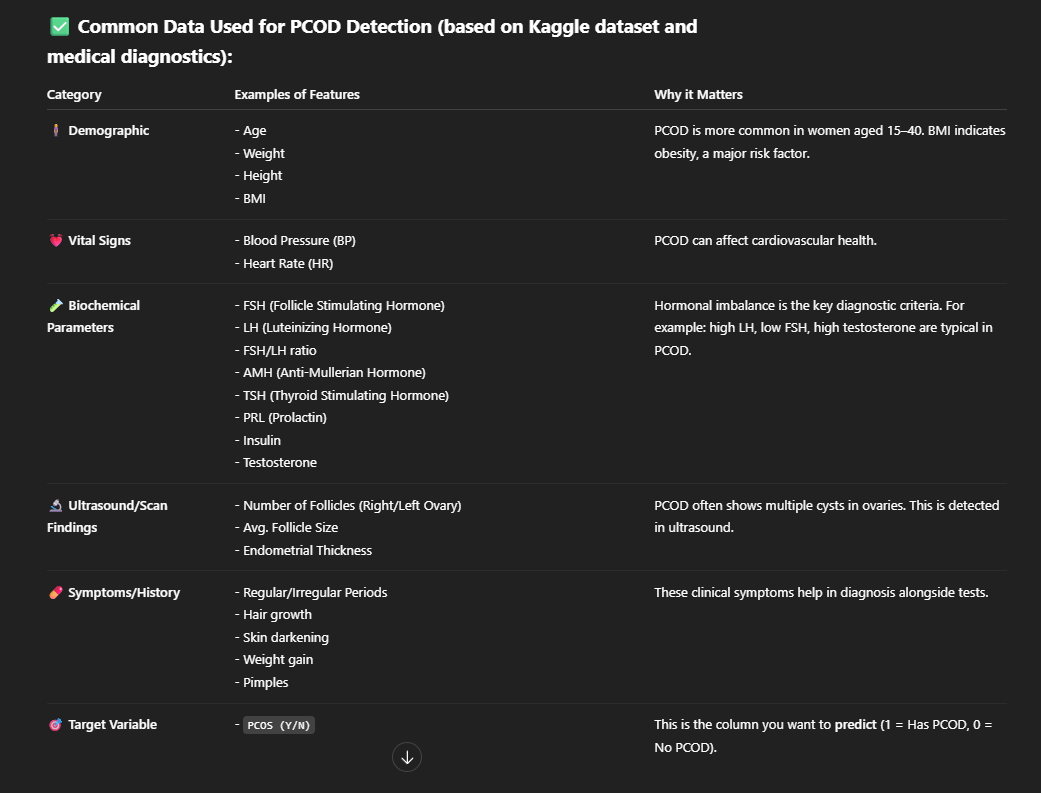 ✅ Common Data Used for PCOD Detection (based on Kaggle dataset and
medical diagnostics):
Category Examples of Features Why it Matters
🧍‍♀️ Demographic - Age PCOD is more common in women aged 15–40. BMI indicates
- Weight obesity, a major risk factor.
- Height
- BMI
💓 Vital Signs - Blood Pressure (BP) PCOD can affect cardiovascular health.
- Heart Rate (HR)
🧪 Biochemical - FSH (Follicle Stimulating Hormone) Hormonal imbalance is the key diagnostic criteria. For
Parameters - LH (Luteinizing Hormone) example: high LH, low FSH, high testosterone are typical in
- FSH/LH ratio PCOD.
- AMH (Anti-Mullerian Hormone)
- TSH (Thyroid Stimulating Hormone)
- PRL (Prolactin)
- Insulin
- Testosterone
🔬 Ultrasound/Scan - Number of Follicles (Right/Left Ovary) PCOD often shows multiple cysts in ovaries. This is detected
Findings - Avg. Follicle Size in ultrasound.
- Endometrial Thickness
💊 Symptoms/History - Regular/Irregular Periods These clinical symptoms help in diagnosis alongside tests.
- Hair growth
- Skin darkening
- Weight gain
- Pimples
🎯 Target Variable - PCOS (Y/N) This is the column you want to predict (1 = Has PCOD, 0 =
No PCOD).